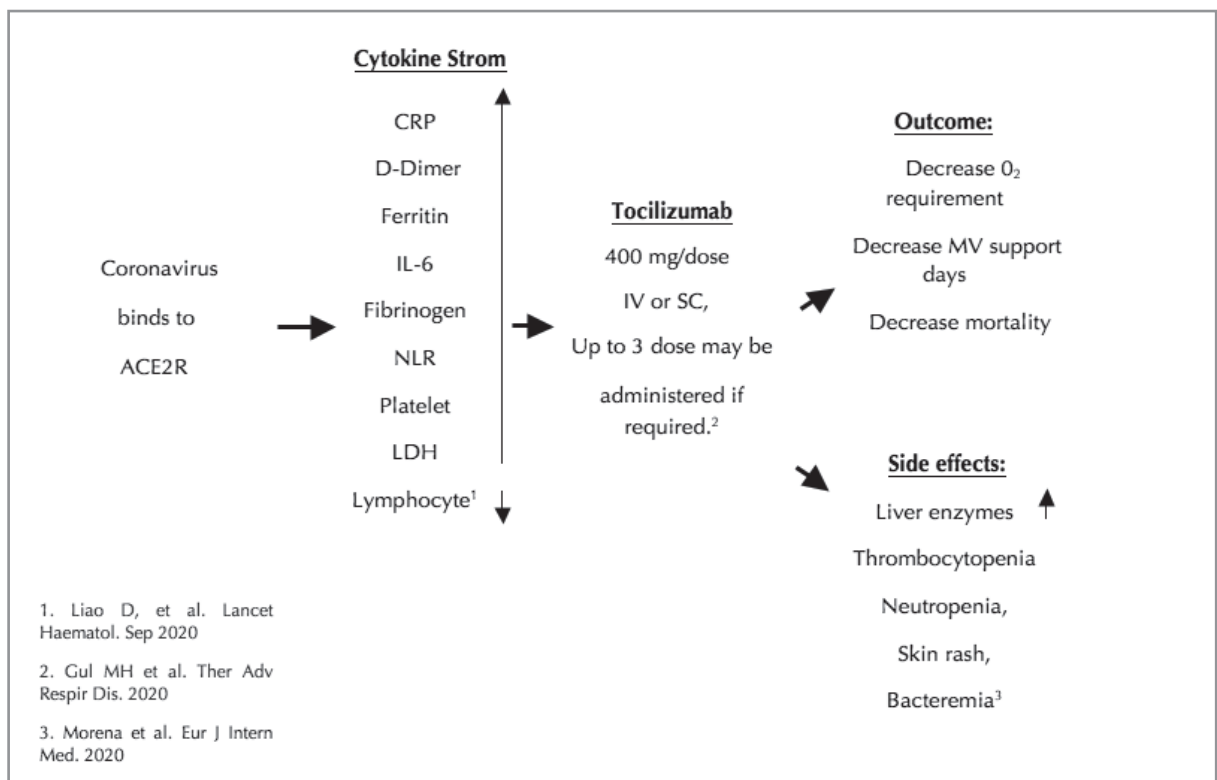 Cytokine Strom
CRP
D-Dimer
Ferritin
IL-6
Fibrinogen
NLR
Platelet
LDH
Lymphocyte¹
Coronavirus
binds to
ACE2R
Tocilizumab
400 mg/dose
IV or SC,
Up to 3 dose may be
administered if
required.²
Outcome:
Decrease 0₂
requirement
Decrease MV support
days
Decrease mortality
Side effects:
Liver enzymes
Thrombocytopenia
Neutropenia,
Skin rash,
Bacteremia³
1. Liao D, et al. Lancet
Haematol. Sep 2020
2. Gul MH et al. Ther Adv
Respir Dis. 2020
3. Morena et al. Eur J Intern
Med. 2020